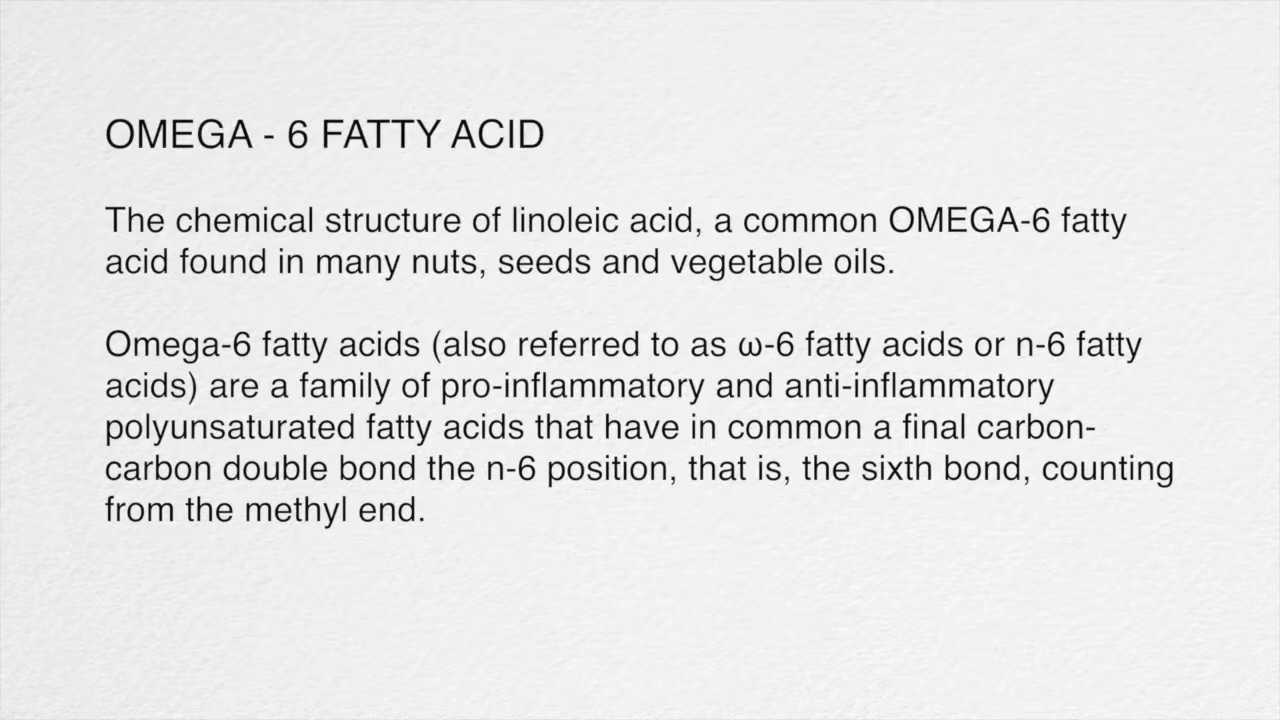 OMEGA - 6 FATTY ACID
The chemical structure of linoleic acid, a common OMEGA-6 fatty
acid found in many nuts, seeds and vegetable oils.
Omega-6 fatty acids (also referred to as ω-6 fatty acids or n-6 fatty
acids) are a family of pro-inflammatory and anti-inflammatory
polyunsaturated fatty acids that have in common a final carbon-
carbon double bond the n-6 position, that is, the sixth bond, counting
from the methyl end.